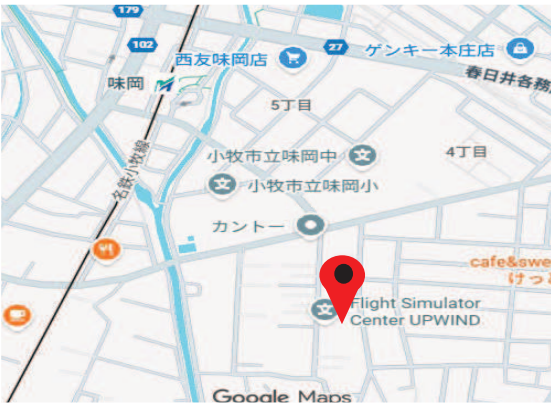 179
102
27
西友味岡店
ゲンキー本庄店
味岡
春日井各務
5丁目
小牧市立味岡中
4丁目
小牧市立味岡小
名鉄小牧線
カントー
cafe&swe
けっ
Flight Simulator
Center UPWIND
Google Maps